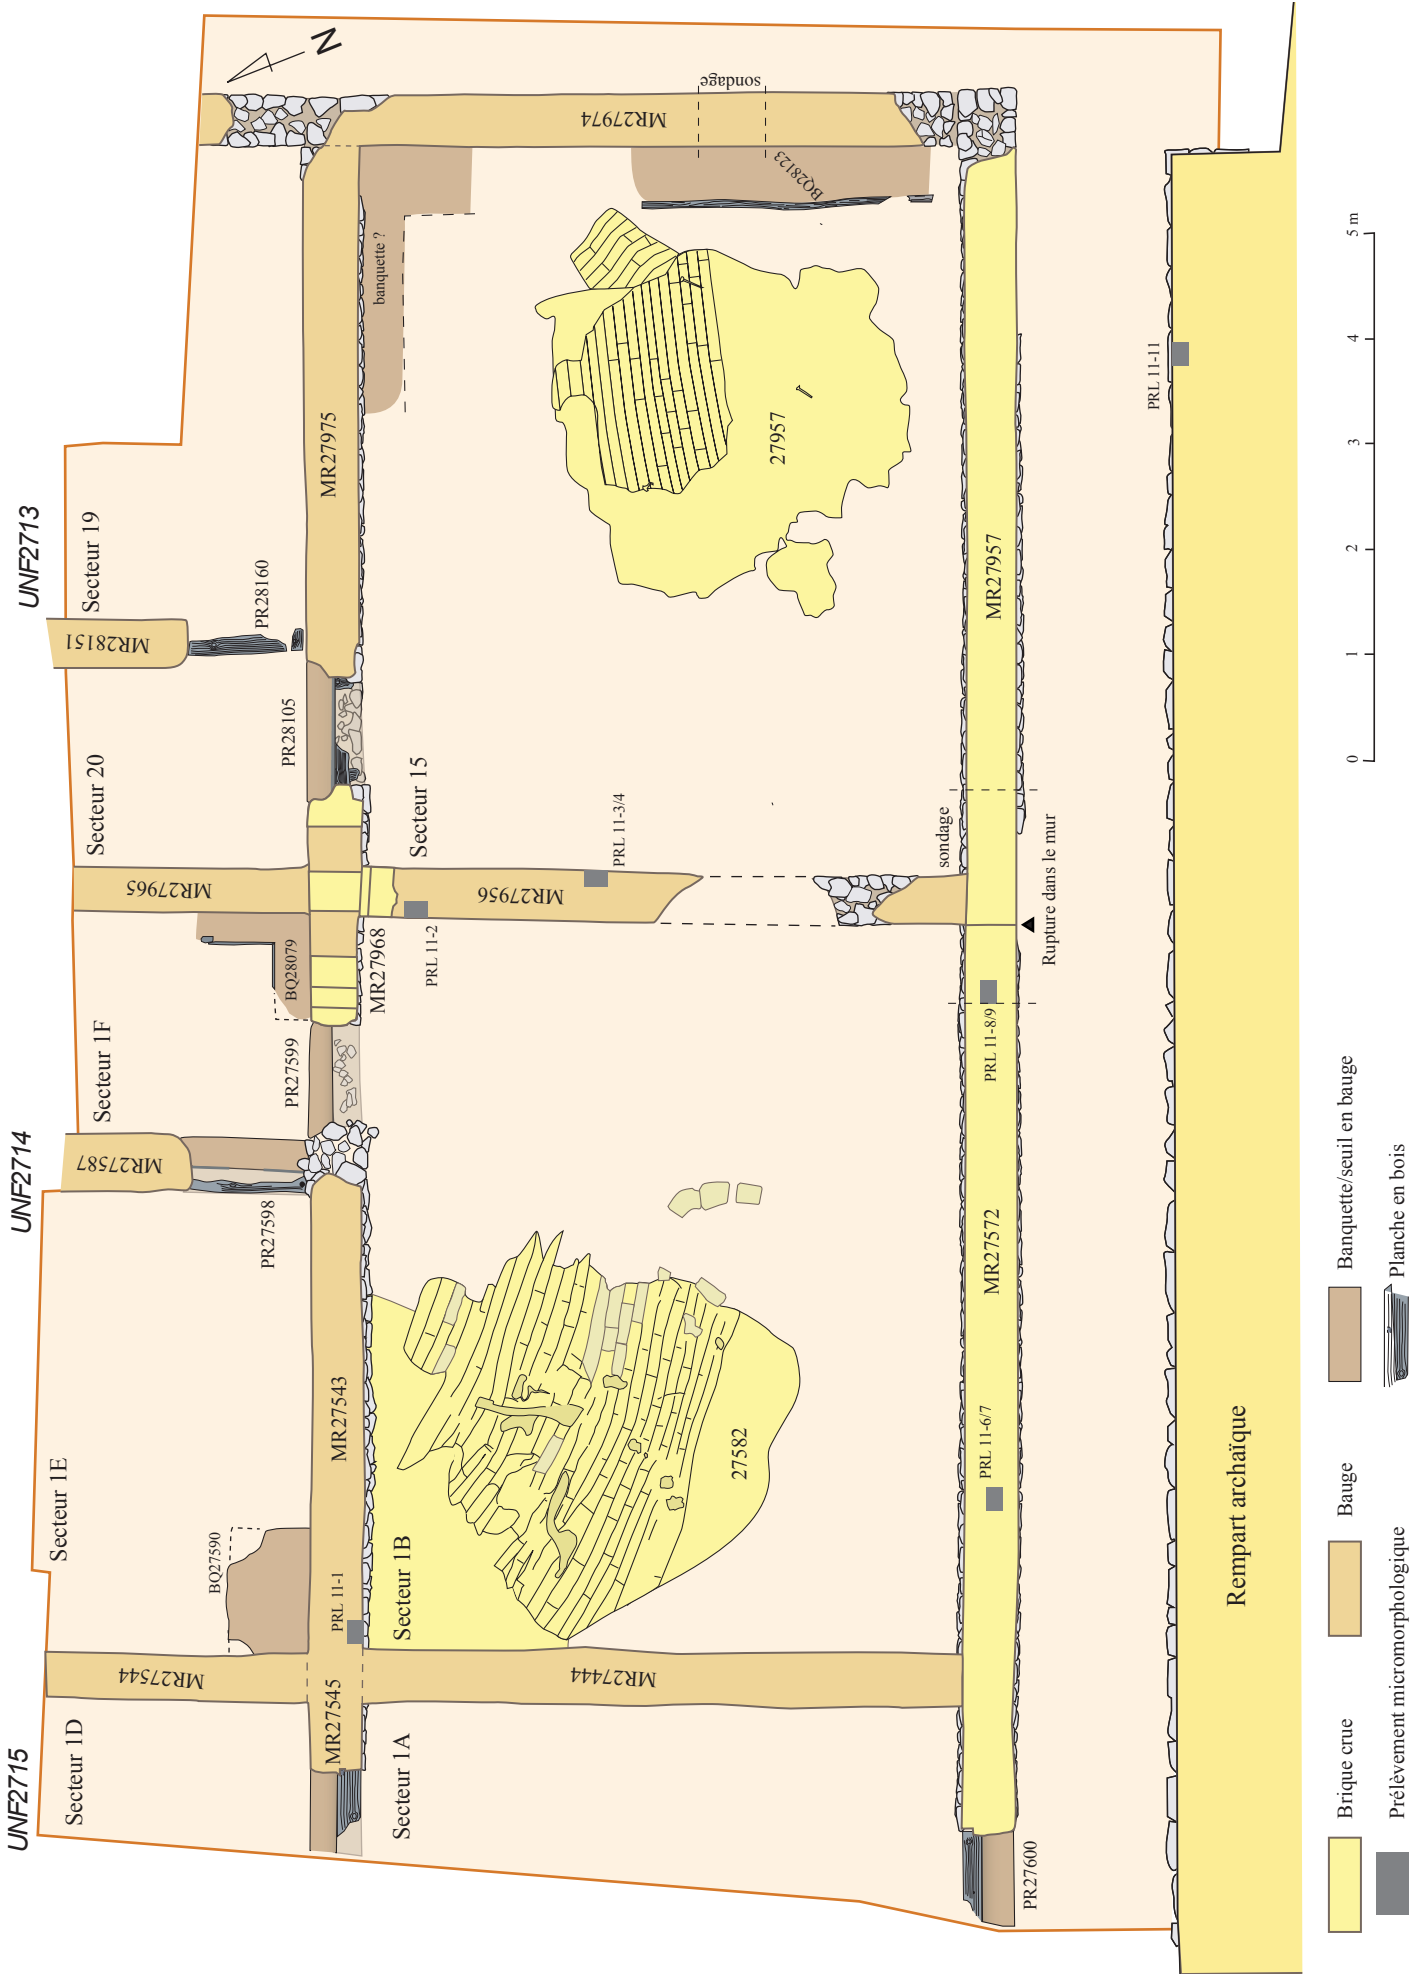 UNF2715
UNF2714
UNF2713
Secteur 1D
Secteur 1E
Secteur 1F
Secteur 20
Secteur 19
N
MR27544
BQ27590
PR27598
MR27587
BQ28079
MR27965
PR28105
MR28151
PR28160
MR27545
PRL 11-1
MR27543
PR27599
MR27968
MR27975
banquette ?
Secteur 1A
Secteur 1B
Secteur 15
MR27444
27582
PRL 11-2
MR27956
PRL 11-3/4
27957
MR27974
sondage
BQ28123
PR27600
PRL 11-6/7
MR27572
PRL 11-8/9
sondage
MR27957
Rupture dans le mur
PRL 11-11
Rempart archaïque
0 1 2 3 4 5 m
Brique crue
Bauge
Banquette/seuil en bauge
Prélèvement micromorphologique
Planche en bois